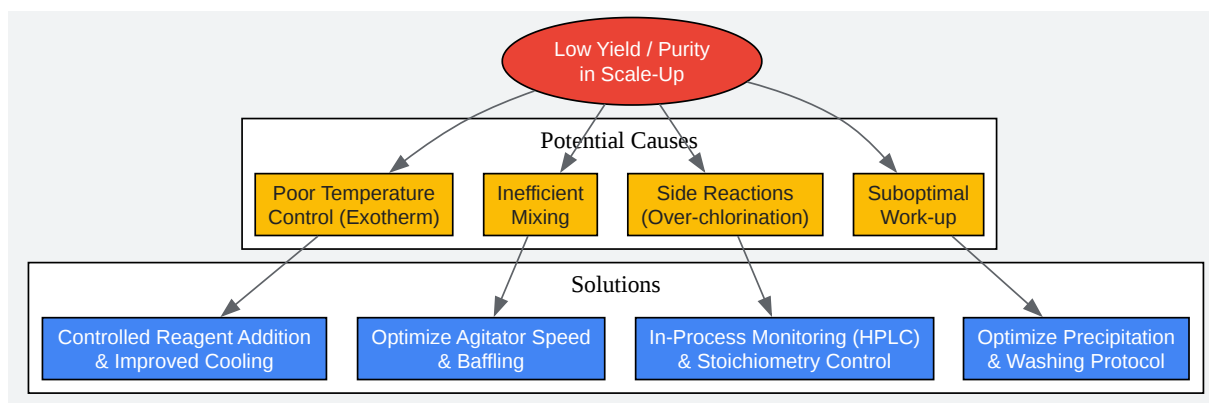 Low Yield / Purity
in Scale-Up
Potential Causes
Poor Temperature
Control (Exotherm)
Inefficient
Mixing
Side Reactions
(Over-chlorination)
Suboptimal
Work-up
Solutions
Controlled Reagent Addition
& Improved Cooling
Optimize Agitator Speed
& Baffling
In-Process Monitoring (HPLC)
& Stoichiometry Control
Optimize Precipitation
& Washing Protocol